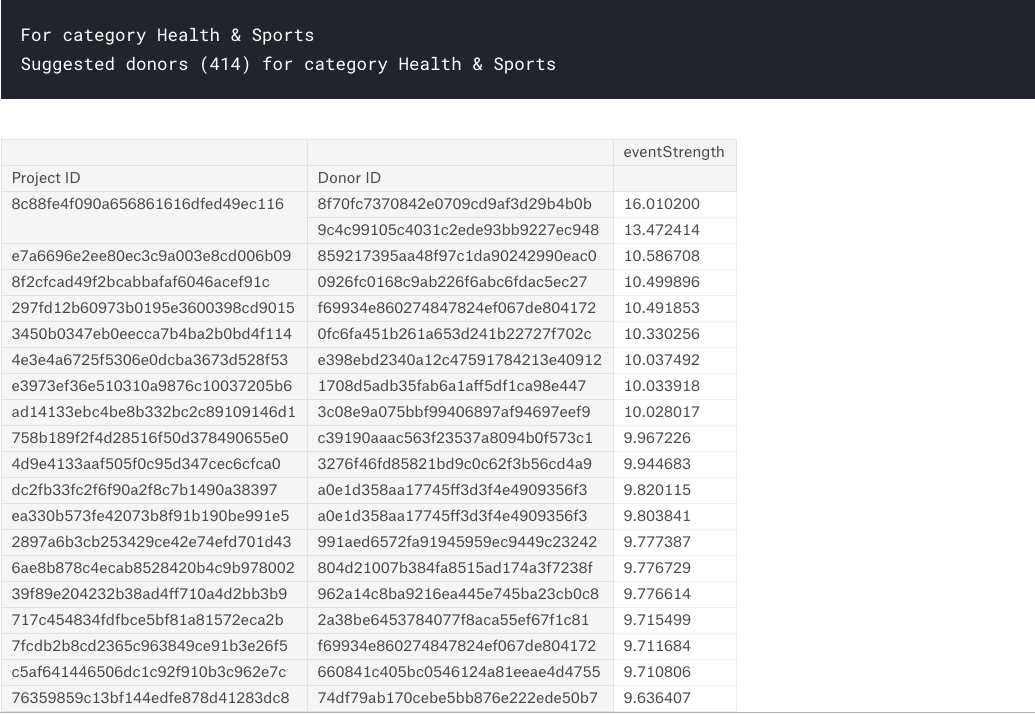 For category Health & Sports
Suggested donors (414) for category Health & Sports
eventStrength
Project ID Donor ID
8c88fe4f090a656861616dfed49ec116 8f70fc7370842e0709cd9af3d29b4b0b 16.010200
9c4c99105c4031c2ede93bb9227ec948 13.472414
e7a6696e2ee80ec3c9a003e8cd006b09 859217395aa48f97c1da90242990eac0 10.586708
8f2cfcad49f2bcabbafaf6046acef91c 0926fc0168c9ab226f6abc6fdac5ec27 10.499896
297fd12b60973b0195e3600398cd9015 f69934e860274847824ef067de804172 10.491853
3450b0347eb0eecca7b4ba2b0bd4f114 0fc6fa451b261a653d241b22727f702c 10.330256
4e3e4a6725f5306e0dcba3673d528f53 e398ebd2340a12c47591784213e40912 10.037492
e3973ef36e510310a9876c10037205b6 1708d5adb35fab6a1aff5df1ca98e447 10.033918
ad14133ebc4be8b332bc2c89109146d1 3c08e9a075bbf99406897af94697eef9 10.028017
758b189f2f4d28516f50d378490655e0 c39190aaac563f23537a8094b0f573c1 9.967226
4d9e4133aaf505f0c95d347cec6cfca0 3276f46fd85821bd9c0c62f3b56cd4a9 9.944683
dc2fb33fc2f6f90a2f8c7b1490a38397 a0e1d358aa17745ff3d3f4e4909356f3 9.820115
ea330b573fe42073b8f91b190be991e5 a0e1d358aa17745ff3d3f4e4909356f3 9.803841
2897a6b3cb253429ce42e74efd701d43 991aed6572fa91945959ec9449c23242 9.777387
6ae8b878c4ecab8528420b4c9b978002 804d21007b384fa8515ad174a3f7238f 9.776729
39f89e204232b38ad4ff710a4d2bb3b9 962a14c8ba9216ea445e745ba23cb0c8 9.776614
717c454834fdfbce5bf81a81572eca2b 2a38be6453784077f8aca55ef67f1c81 9.715499
7fcdb2b8cd2365c963849ce91b3e26f5 f69934e860274847824ef067de804172 9.711684
c5af641446506dc1c92f910b3c962e7c 660841c405bc0546124a81eeae4d4755 9.710806
76359859c13bf144edfe878d41283dc8 74df79ab170cebe5bb876e222ede50b7 9.636407